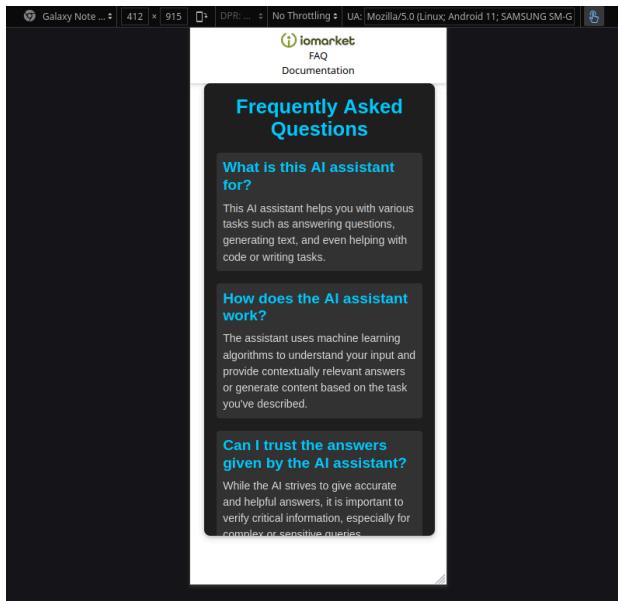 Galaxy Note ... 412 × 915 DPR: ... No Throttling UA: Mozilla/5.0 (Linux; Android 11; SAMSUNG SM-G
iomarket
FAQ
Documentation
Frequently Asked
Questions
What is this AI assistant
for?
This AI assistant helps you with various
tasks such as answering questions,
generating text, and even helping with
code or writing tasks.
How does the AI assistant
work?
The assistant uses machine learning
algorithms to understand your input and
provide contextually relevant answers
or generate content based on the task
you've described.
Can I trust the answers
given by the AI assistant?
While the AI strives to give accurate
and helpful answers, it is important to
verify critical information, especially for
complex or sensitive queries.